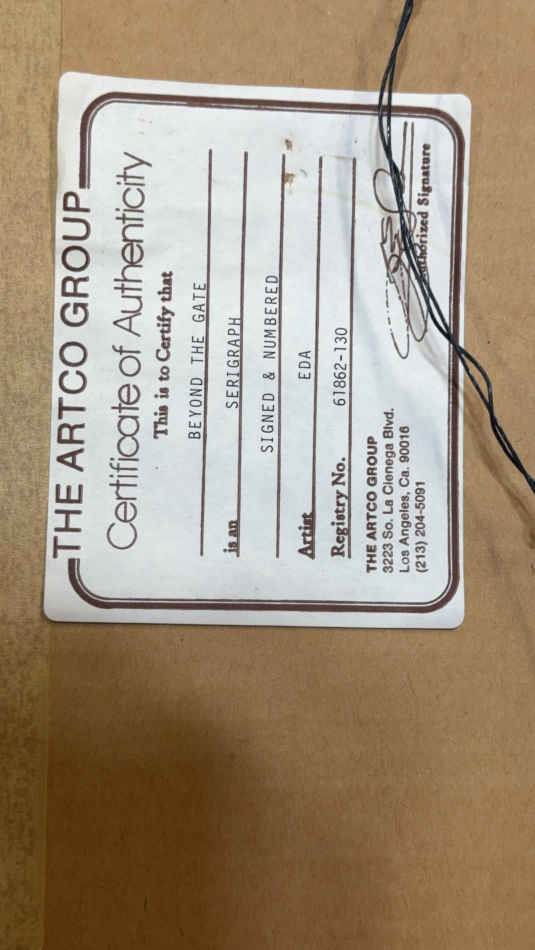 THE ARTCO GROUP
Certificate of Authenticity
This is to Certify that
BEYOND THE GATE
is an SERIGRAPH
SIGNED & NUMBERED
Artist EDA
Registry No. 61862-130
THE ARTCO GROUP
3223 So. La Cienega Blvd.
Los Angeles, Ca. 90016
(213) 204-5091
Authorized Signature